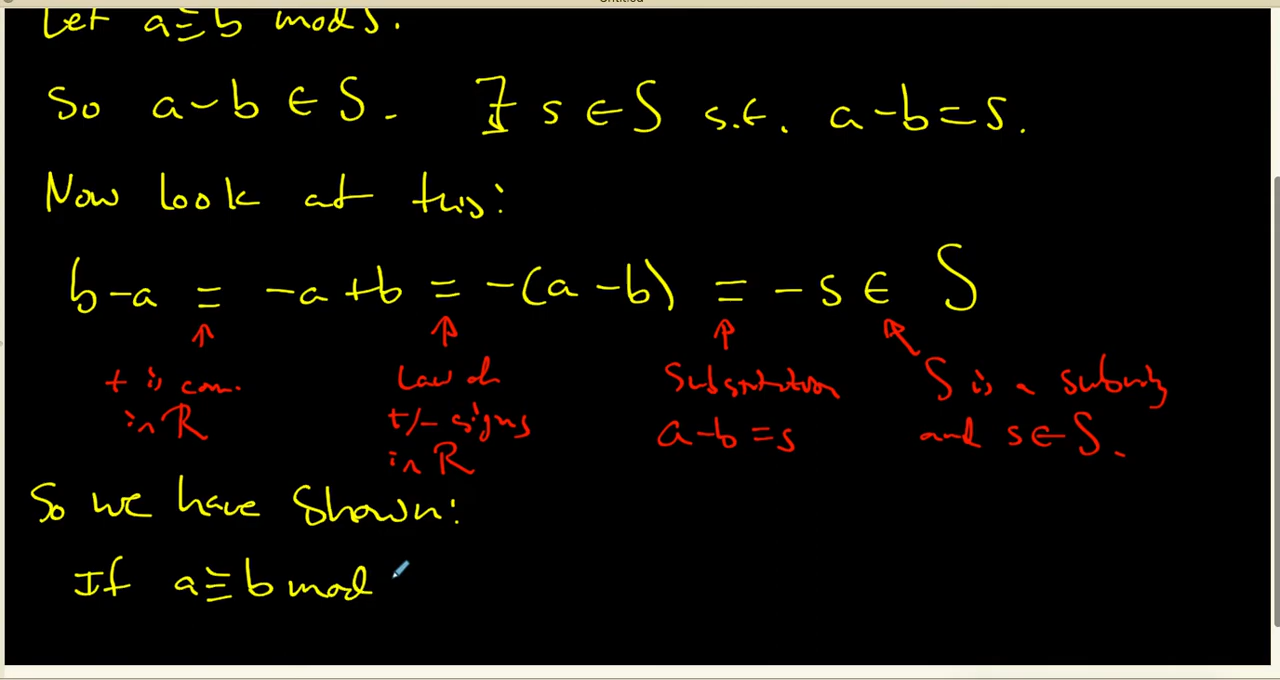 Untitled
Let a≡b mod S.
So a-b ∈ S. ∃ s ∈ S s.t. a-b=s.
Now look at this:
b-a = -a+b = -(a-b) = -s ∈ S
+ is com. in R
Law of +/- signs in R
Substitution a-b=s
S is a subring and s∈S.
So we have shown:
If a≡b mod